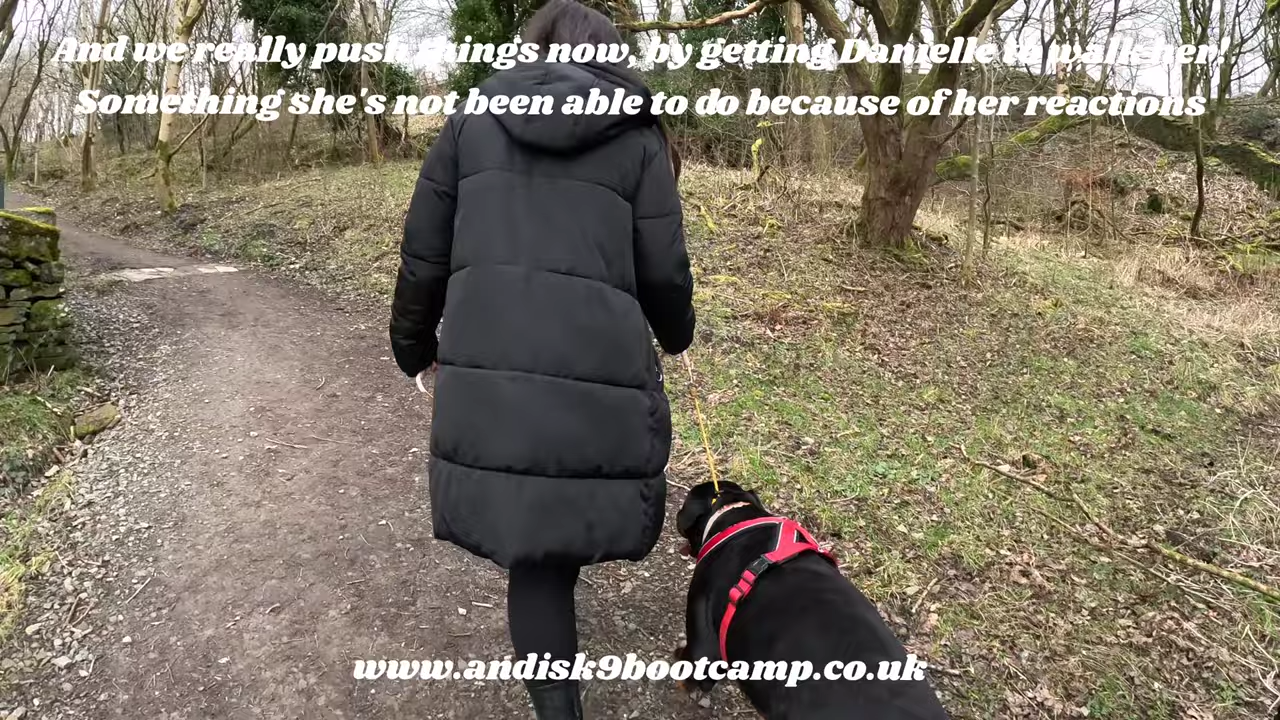 And we really push things now, by getting Danielle to walk her!
Something she's not been able to do because of her reactions
www.andisk9bootcamp.co.uk